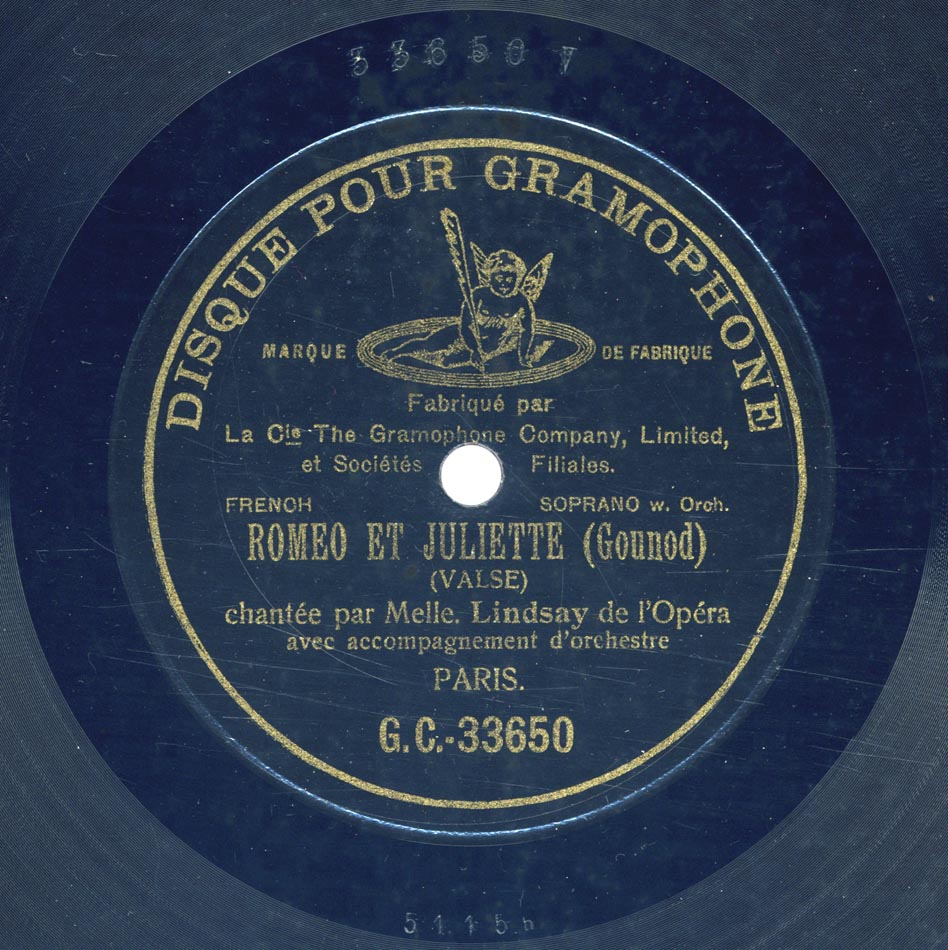 33650 V
DISQUE POUR GRAMOPHONE
MARQUE DE FABRIQUE
Fabriqué par
La Cie The Gramophone Company, Limited,
et Sociétés Filiales.
FRENCH SOPRANO w. Orch.
ROMEO ET JULIETTE (Gounod)
(VALSE)
chantée par Melle. Lindsay de l'Opéra
avec accompagnement d'orchestre
PARIS.
G.C.-33650
5115h